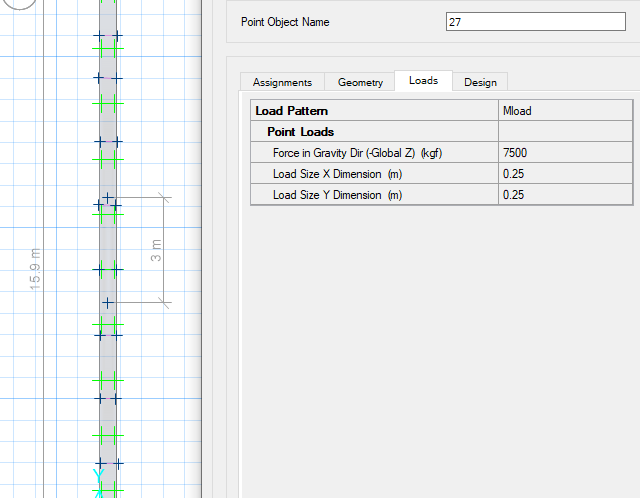 Point Object Name 27
Assignments Geometry Loads Design
Load Pattern Mload
Point Loads
Force in Gravity Dir (-Global Z) (kgf) 7500
Load Size X Dimension (m) 0.25
Load Size Y Dimension (m) 0.25
15.9 m
3 m
Y